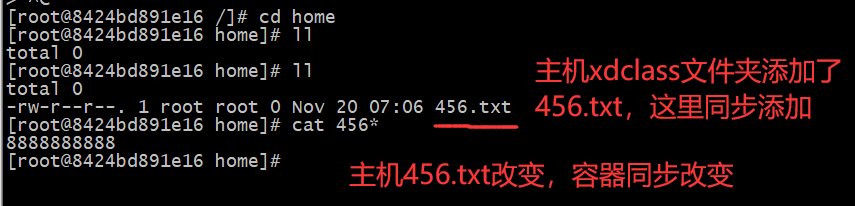 [root@8424bd891e16 /]# cd home
[root@8424bd891e16 home]# ll
total 0
[root@8424bd891e16 home]# ll
total 0
-rw-r--r--. 1 root root 0 Nov 20 07:06 456.txt
[root@8424bd891e16 home]# cat 456*
8888888888
[root@8424bd891e16 home]#
主机xdclass文件夹添加了
456.txt，这里同步添加
主机456.txt改变，容器同步改变